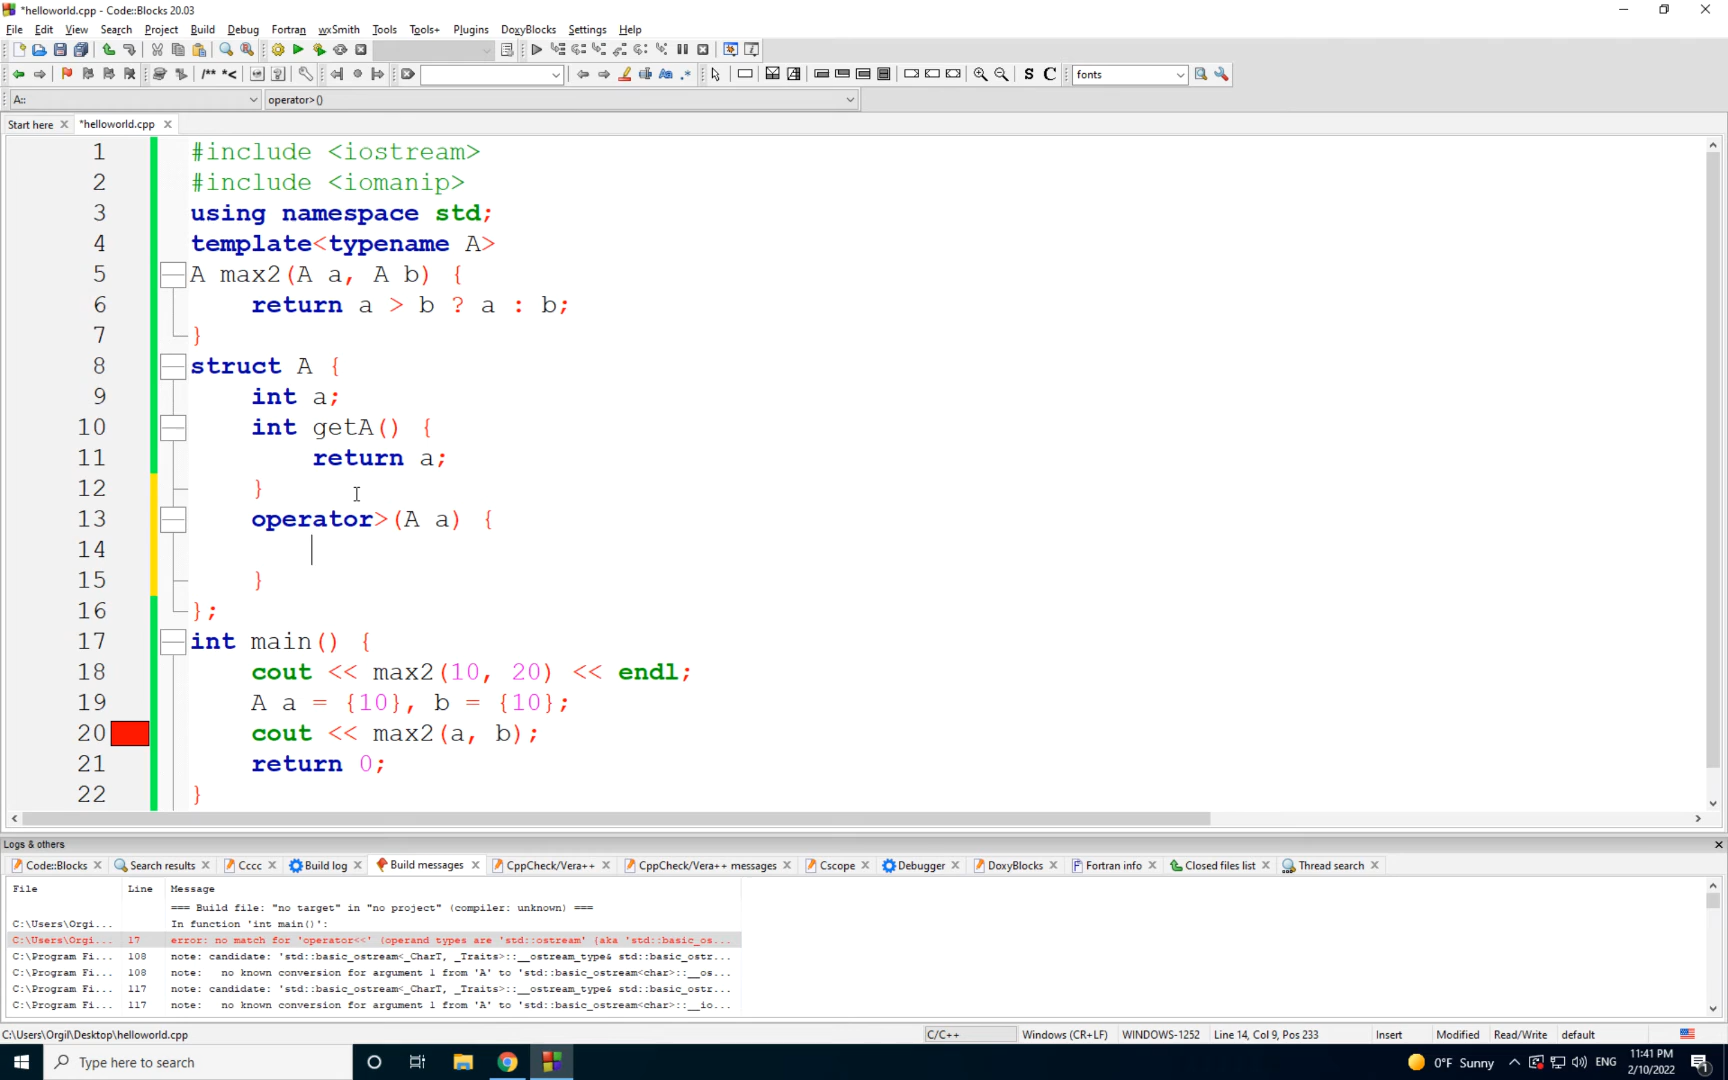 *helloworld.cpp - Code::Blocks 20.03
File Edit View Search Project Build Debug Fortran wxSmith Tools Tools+ Plugins DoxyBlocks Settings Help
/** *< fonts
S C
A:: operator>()
Start here *helloworld.cpp
1 #include <iostream>
2 #include <iomanip>
3 using namespace std;
4 template<typename A>
5 A max2(A a, A b) {
6 return a > b ? a : b;
7 }
8 struct A {
9 int a;
10 int getA() {
11 return a;
12 }
13 operator>(A a) {
14
15 }
16 };
17 int main() {
18 cout << max2(10, 20) << endl;
19 A a = {10}, b = {10};
20 cout << max2(a, b);
21 return 0;
22 }
Logs & others
Code::Blocks Search results Cccc Build log Build messages CppCheck/Vera++ CppCheck/Vera++ messages Cscope Debugger DoxyBlocks Fortran info Closed files list Thread search
File Line Message
=== Build file: "no target" in "no project" (compiler: unknown) ===
C:\Users\Orgi... In function 'int main()':
C:\Users\Orgi... 17 error: no match for 'operator<<' (operand types are 'std::ostream' {aka 'std::basic_os...
C:\Program Fi... 108 note: candidate: 'std::basic_ostream<_CharT, _Traits>::__ostream_type& std::basic_ostr...
C:\Program Fi... 108 note: no known conversion for argument 1 from 'A' to 'std::basic_ostream<char>::__os...
C:\Program Fi... 117 note: candidate: 'std::basic_ostream<_CharT, _Traits>::__ostream_type& std::basic_ostr...
C:\Program Fi... 117 note: no known conversion for argument 1 from 'A' to 'std::basic_ostream<char>::__io...
C:\Users\Orgil\Desktop\helloworld.cpp C/C++ Windows (CR+LF) WINDOWS-1252 Line 14, Col 9, Pos 233 Insert Modified Read/Write default
Type here to search 0°F Sunny ENG 11:41 PM
2/10/2022 1